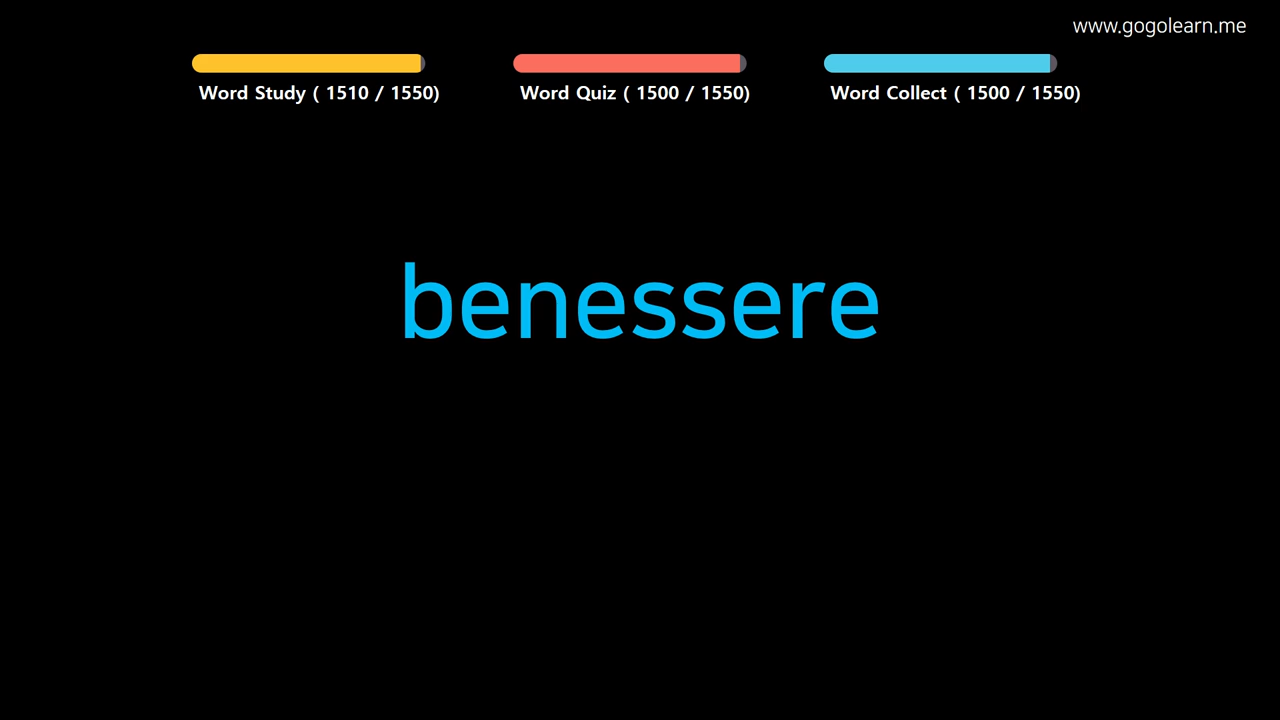 www.gogolearn.me
Word Study ( 1510 / 1550)
Word Quiz ( 1500 / 1550)
Word Collect ( 1500 / 1550)
benessere